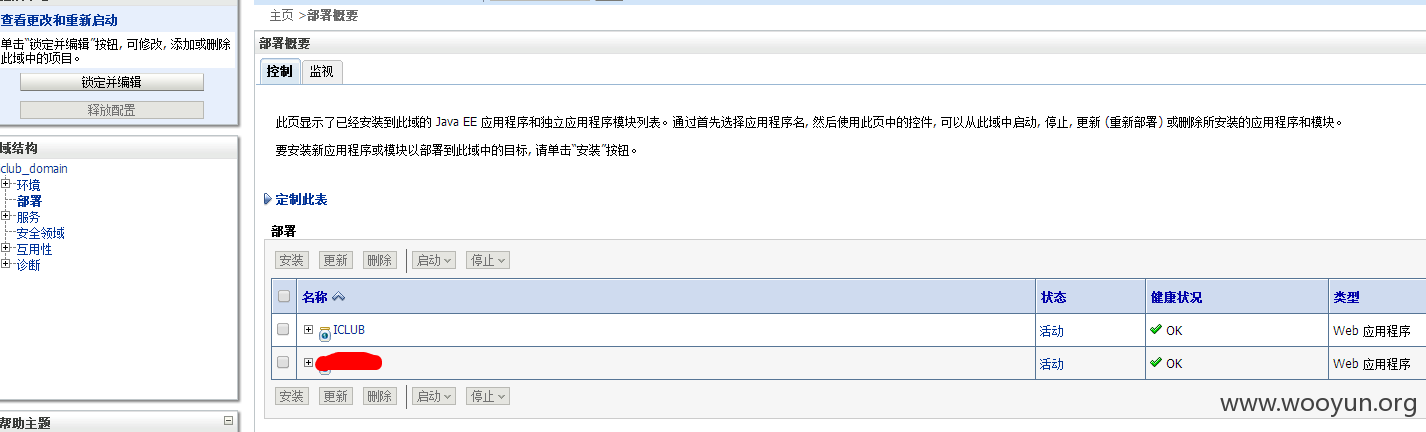 查看更改和重新启动
单击"锁定并编辑"按钮, 可修改, 添加或删除
此域中的项目。
锁定并编辑
释放配置
域结构
club_domain
环境
部署
服务
安全领域
互用性
诊断
帮助主题
主页 >部署概要
部署概要
控制 监视
此页显示了已经安装到此域的 Java EE 应用程序和独立应用程序模块列表。通过首先选择应用程序名, 然后使用此页中的控件, 可以从此域中启动, 停止, 更新 (重新部署) 或删除所安装的应用程序和模块。
要安装新应用程序或模块以部署到此域中的目标, 请单击"安装"按钮。
定制此表
部署
安装 更新 删除 启动 停止
名称 状态 健康状况 类型
ICLUB 活动 OK Web 应用程序
活动 OK Web 应用程序
安装 更新 删除 启动 停止
www.wooyun.org